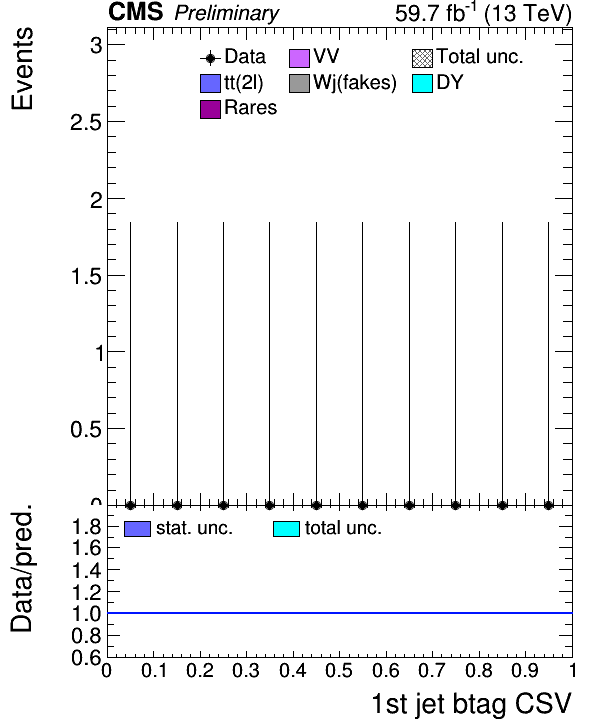 CMS Preliminary 59.7 fb⁻¹ (13 TeV)
Events
3
2.5
2
1.5
1
0.5
0
Data VV Total unc.
tt(2l) Wj(fakes) DY
Rares
Data/pred.
1.8
1.6
1.4
1.2
1.0
0.8
0.6
stat. unc. total unc.
0 0.1 0.2 0.3 0.4 0.5 0.6 0.7 0.8 0.9 1
1st jet btag CSV